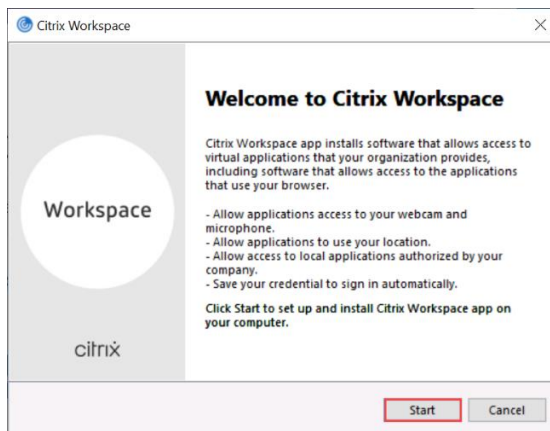 Citrix Workspace
Welcome to Citrix Workspace
Citrix Workspace app installs software that allows access to
virtual applications that your organization provides,
including software that allows access to the applications
that use your browser.
- Allow applications access to your webcam and
microphone.
- Allow applications to use your location.
- Allow access to local applications authorized by your
company.
- Save your credential to sign in automatically.
Click Start to set up and install Citrix Workspace app on
your computer.
Workspace
citrix
Start
Cancel